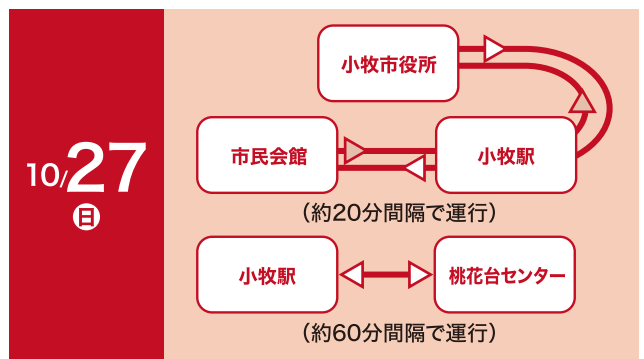 10/27
日
小牧市役所
市民会館
小牧駅
（約20分間隔で運行）
小牧駅
桃花台センター
（約60分間隔で運行）